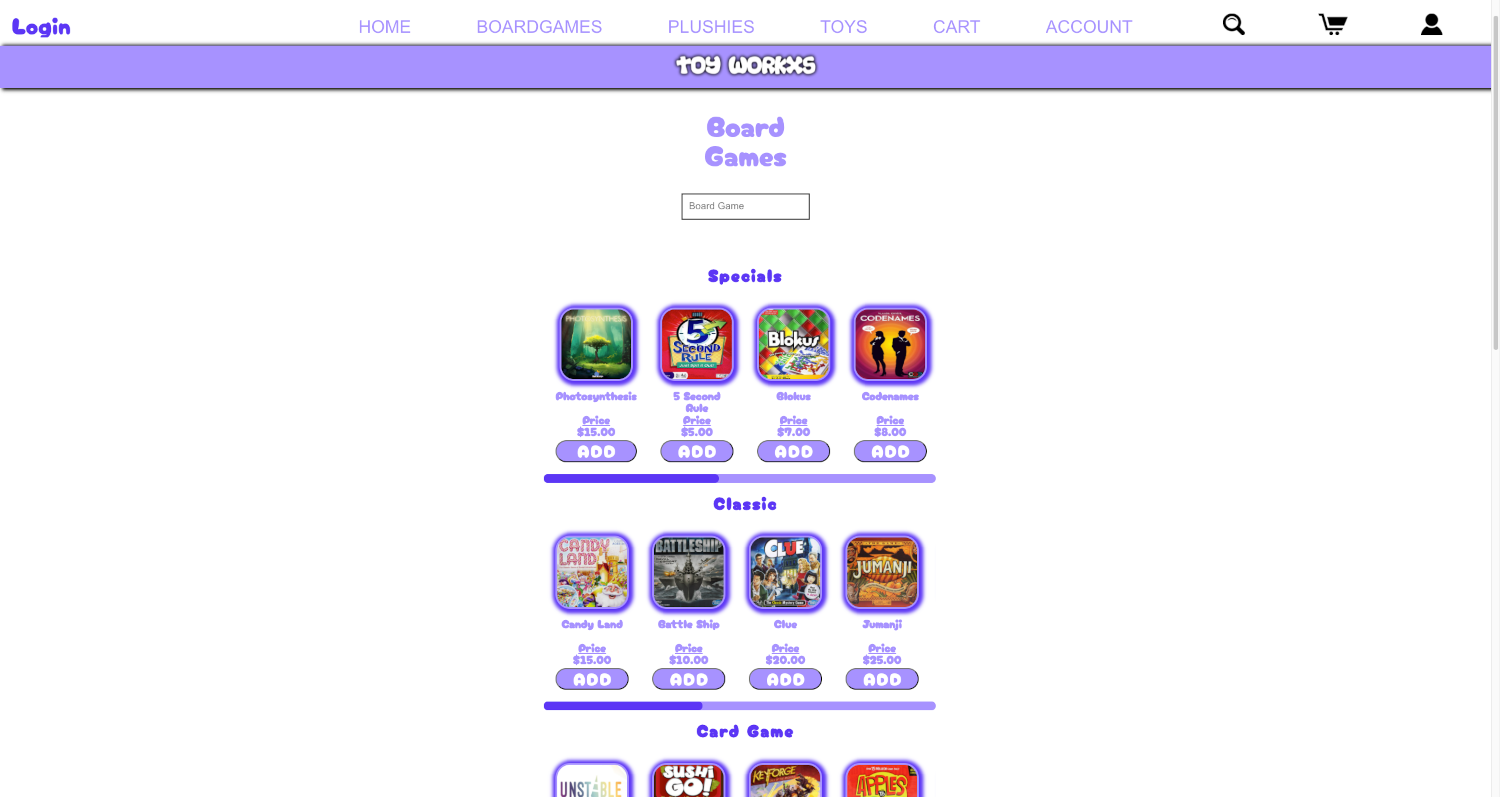 Login
HOME BOARDGAMES PLUSHIES TOYS CART ACCOUNT
TOY WORKXS
Board
Games
Board Game
Specials
PHOTOSYNTHESIS
5 SECOND RULE
Blokus
CODENAMES
Photosynthesis
5 Second
Rule
Blokus
Codenames
Price Price Price Price
$15.00 $5.00 $7.00 $8.00
ADD ADD ADD ADD
Classic
CANDY LAND
BATTLESHIP
CLUE
JUMANJI
Candy Land Battle Ship Clue Jumanji
Price Price Price Price
$15.00 $10.00 $20.00 $25.00
ADD ADD ADD ADD
Card Game
UNSTABLE
SUSHI GO!
KEYFORGE
APPLES